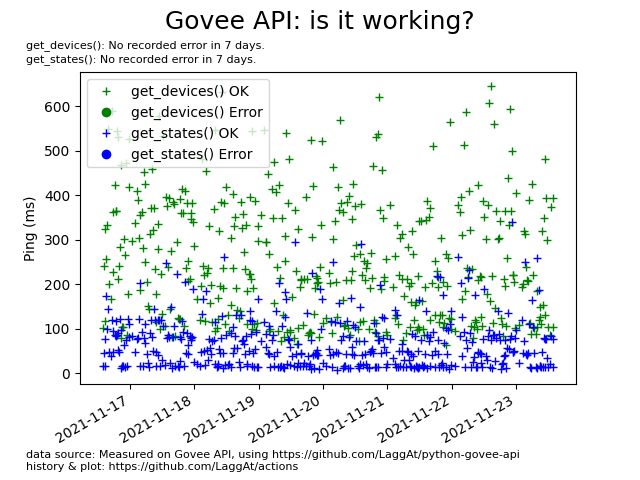 Govee API: is it working?
get_devices(): No recorded error in 7 days.
get_states(): No recorded error in 7 days.
get_devices() OK
get_devices() Error
get_states() OK
get_states() Error
Ping (ms)
600
500
400
300
200
100
0
2021-11-17
2021-11-18
2021-11-19
2021-11-20
2021-11-21
2021-11-22
2021-11-23
data source: Measured on Govee API, using https://github.com/LaggAt/python-govee-api
history & plot: https://github.com/LaggAt/actions